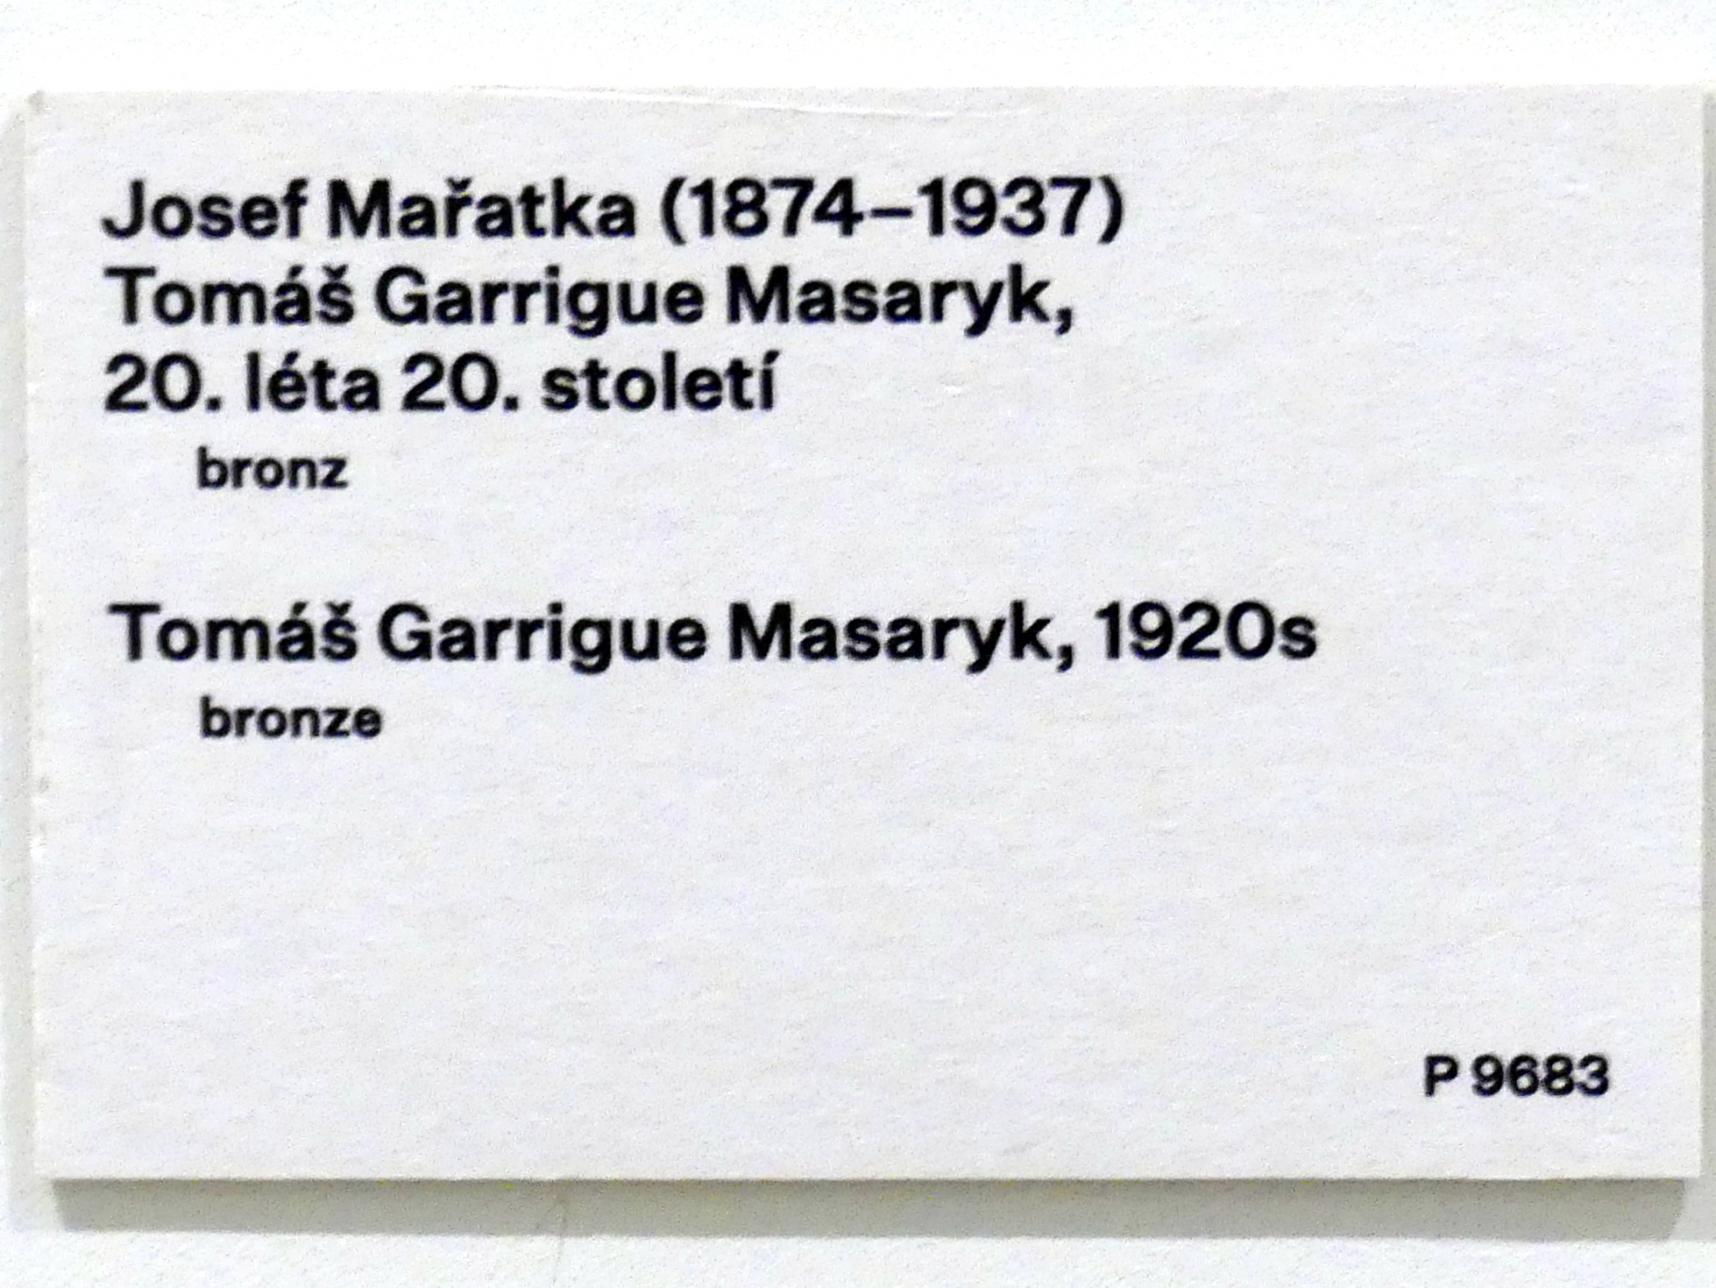 Josef Mařatka (1874–1937)
Tomáš Garrigue Masaryk,
20. léta 20. století
bronz
Tomáš Garrigue Masaryk, 1920s
bronze
P 9683